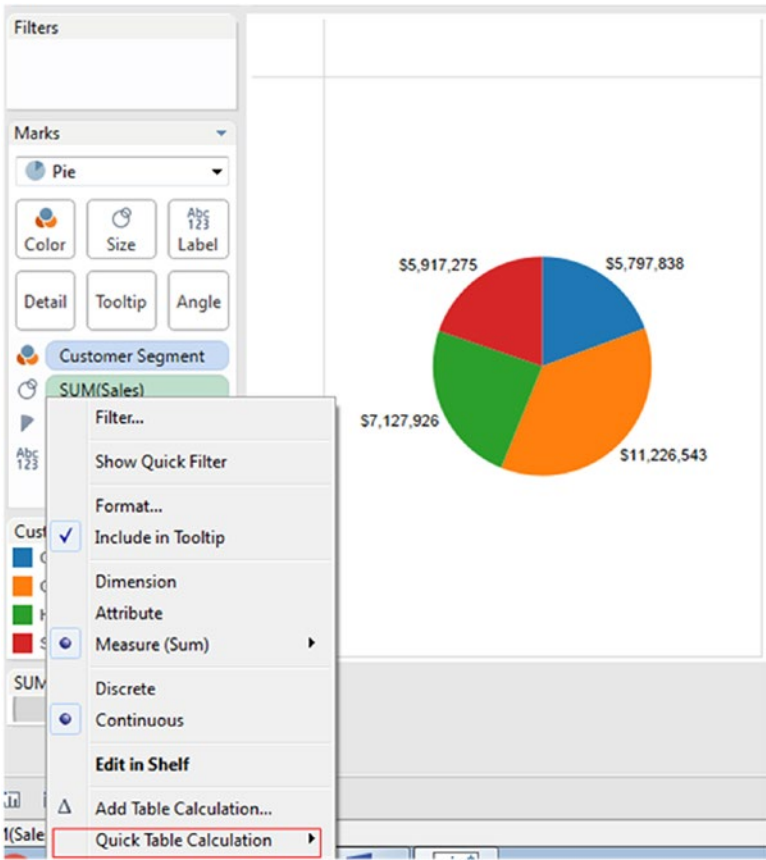 Filters
Marks
Pie
Color Size Abc 123 Label
Detail Tooltip Angle
Customer Segment
SUM(Sales)
Abc 123
Filter...
Show Quick Filter
Format...
Include in Tooltip
Dimension
Attribute
Measure (Sum)
Discrete
Continuous
Edit in Shelf
Δ Add Table Calculation...
Quick Table Calculation
Cust
SUM
$5,917,275
$5,797,838
$7,127,926
$11,226,543